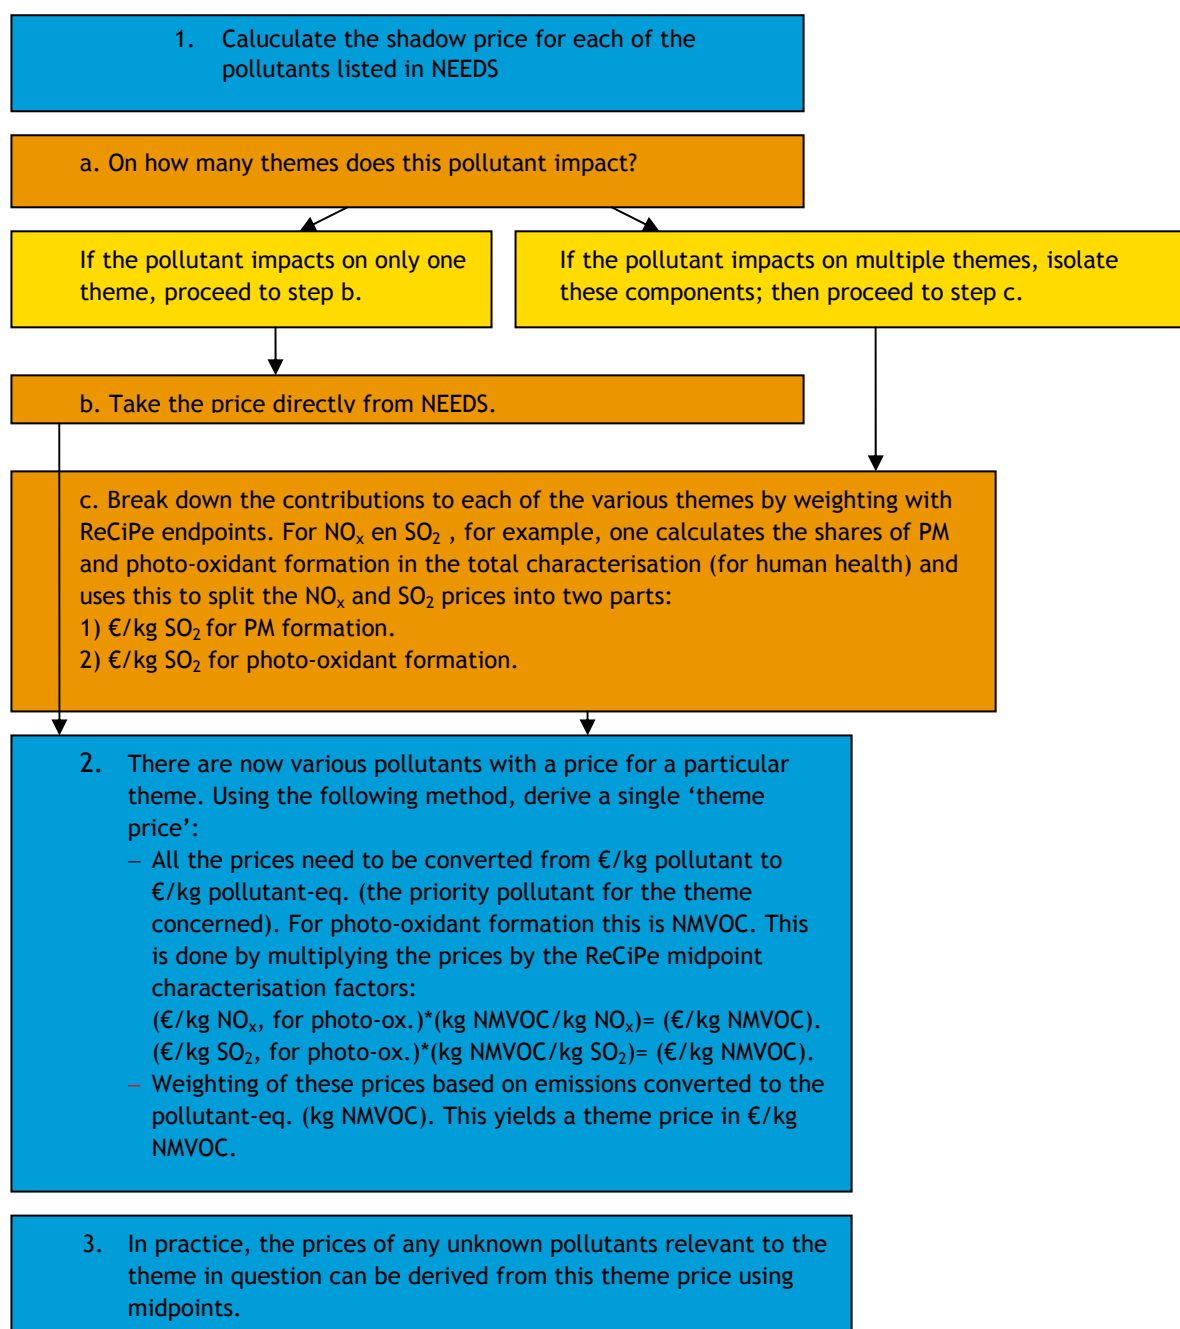 1. Caluculate the shadow price for each of the
pollutants listed in NEEDS
a. On how many themes does this pollutant impact?
If the pollutant impacts on only one
theme, proceed to step b.
If the pollutant impacts on multiple themes, isolate
these components; then proceed to step c.
b. Take the price directly from NEEDS.
c. Break down the contributions to each of the various themes by weighting with
ReCiPe endpoints. For NOₓ en SO₂ , for example, one calculates the shares of PM
and photo-oxidant formation in the total characterisation (for human health) and
uses this to split the NOₓ and SO₂ prices into two parts:
1) €/kg SO₂ for PM formation.
2) €/kg SO₂ for photo-oxidant formation.
2. There are now various pollutants with a price for a particular
theme. Using the following method, derive a single ‘theme
price’:
− All the prices need to be converted from €/kg pollutant to
€/kg pollutant-eq. (the priority pollutant for the theme
concerned). For photo-oxidant formation this is NMVOC. This
is done by multiplying the prices by the ReCiPe midpoint
characterisation factors:
(€/kg NOₓ, for photo-ox.)*(kg NMVOC/kg NOₓ)= (€/kg NMVOC).
(€/kg SO₂, for photo-ox.)*(kg NMVOC/kg SO₂)= (€/kg NMVOC).
− Weighting of these prices based on emissions converted to the
pollutant-eq. (kg NMVOC). This yields a theme price in €/kg
NMVOC.
3. In practice, the prices of any unknown pollutants relevant to the
theme in question can be derived from this theme price using
midpoints.